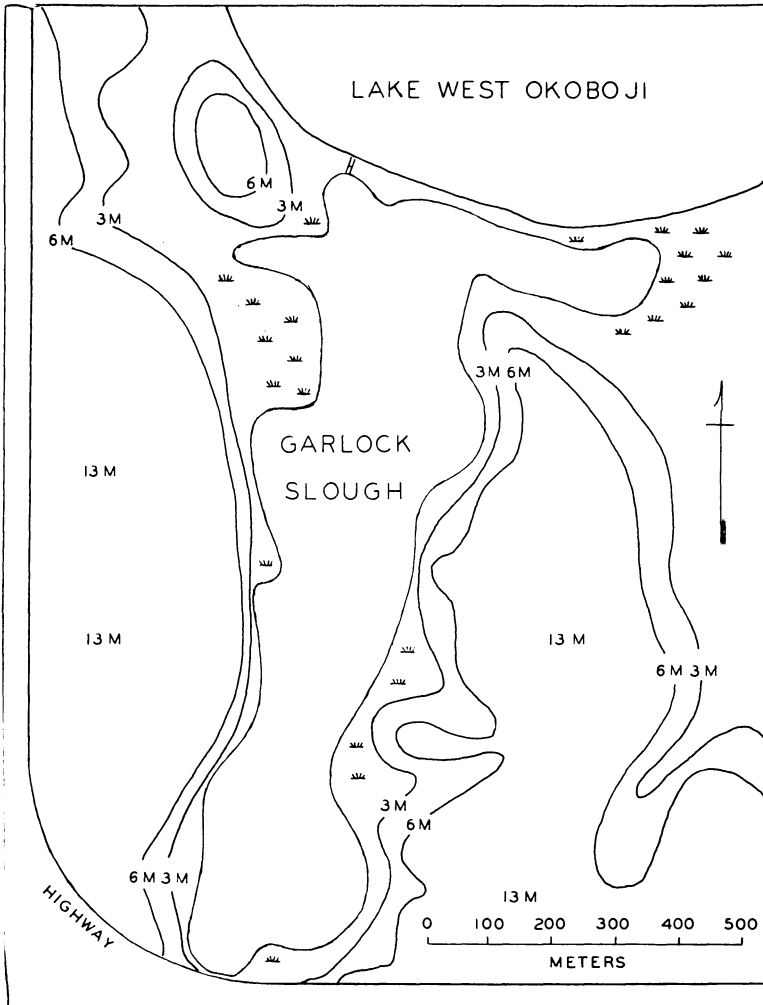 LAKE WEST OKOBOJI
6 M
3 M
6 M
3 M
3 M 6 M
GARLOCK
SLOUGH
13 M
13 M
13 M
6 M 3 M
3 M
6 M
6 M 3 M
13 M
HIGHWAY
0 100 200 300 400 500
METERS